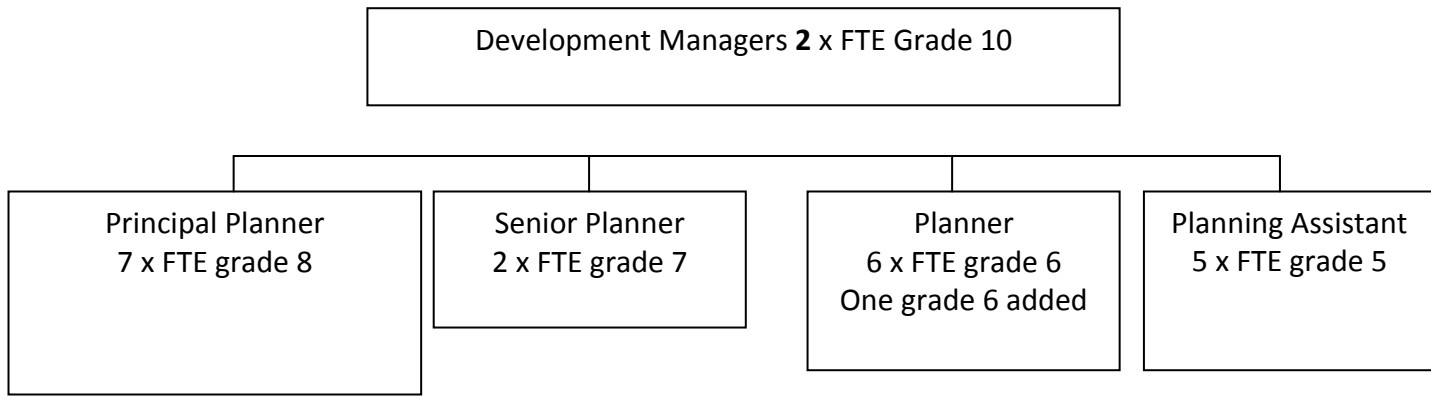 Development Managers 2 x FTE Grade 10
Principal Planner
7 x FTE grade 8
Senior Planner
2 x FTE grade 7
Planner
6 x FTE grade 6
One grade 6 added
Planning Assistant
5 x FTE grade 5